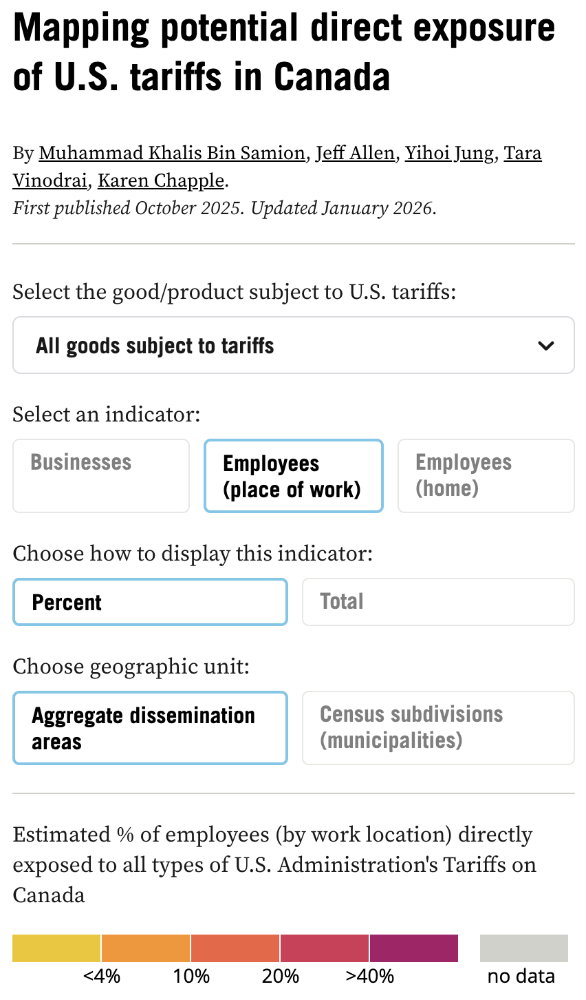 Mapping potential direct exposure
of U.S. tariffs in Canada
By Muhammad Khalis Bin Samion, Jeff Allen, Yihoi Jung, Tara
Vinodrai, Karen Chapple.
First published October 2025. Updated January 2026.
Select the good/product subject to U.S. tariffs:
All goods subject to tariffs
Select an indicator:
Businesses
Employees
(place of work)
Employees
(home)
Choose how to display this indicator:
Percent
Total
Choose geographic unit:
Aggregate dissemination
areas
Census subdivisions
(municipalities)
Estimated % of employees (by work location) directly
exposed to all types of U.S. Administration's Tariffs on
Canada
<4% 10% 20% >40% no data